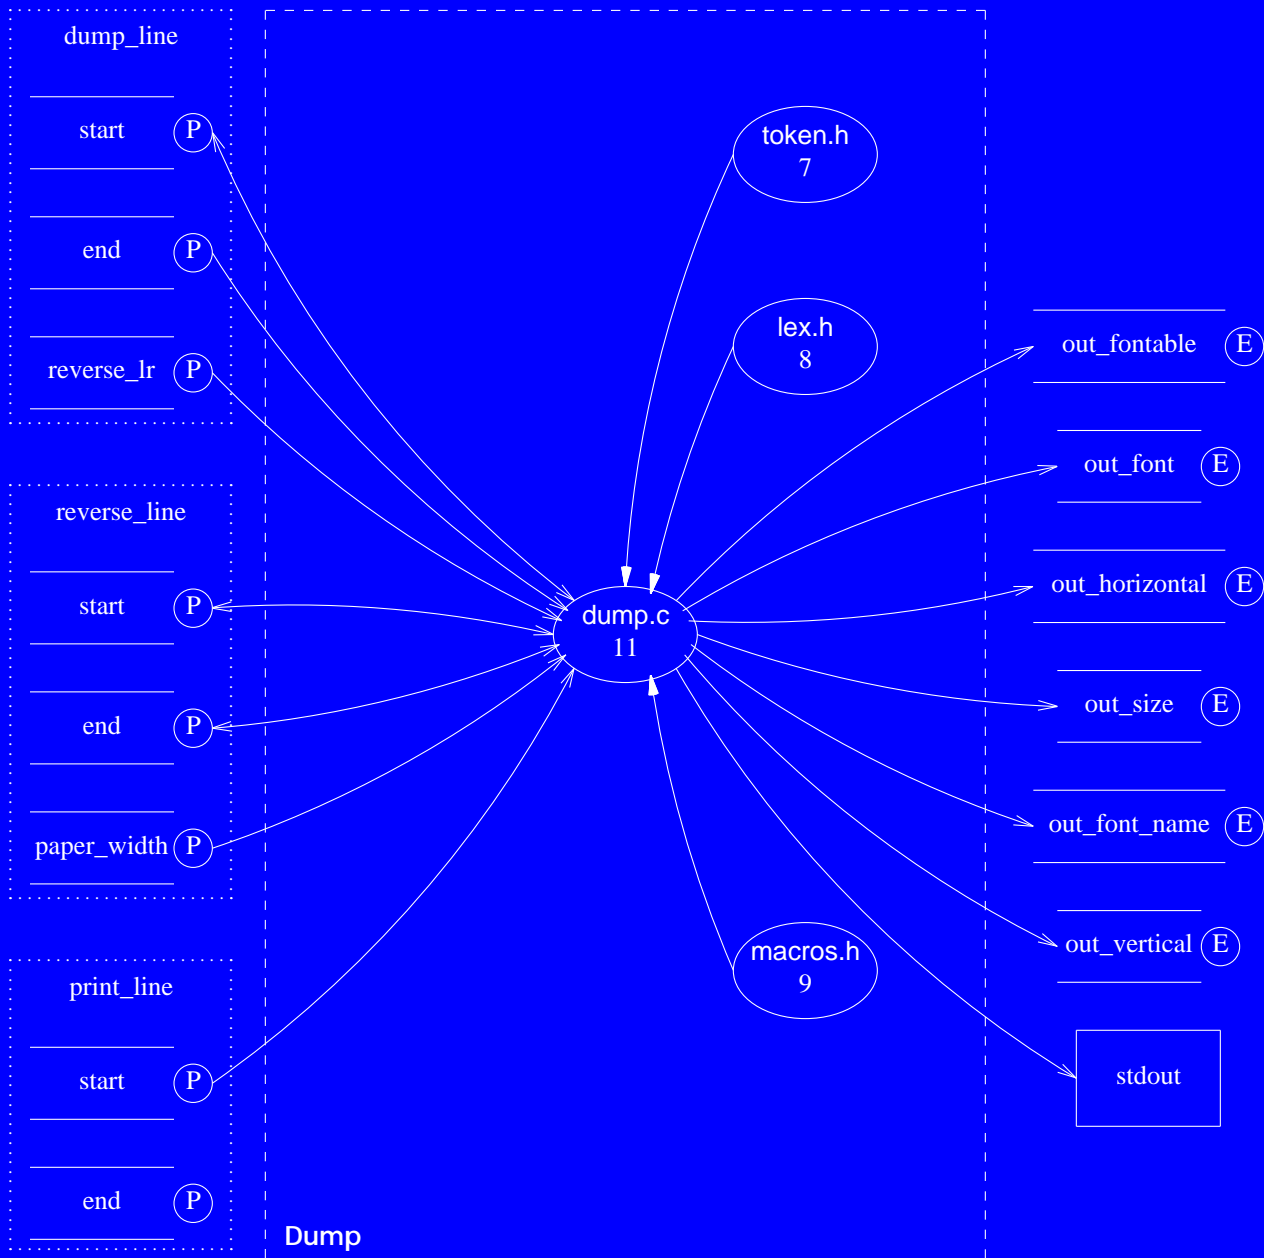 dump_line
start P
end P
reverse_lr P
reverse_line
start P
end P
paper_width P
print_line
start P
end P
token.h
7
lex.h
8
dump.c
11
macros.h
9
Dump
out_fontable E
out_font E
out_horizontal E
out_size E
out_font_name E
out_vertical E
stdout